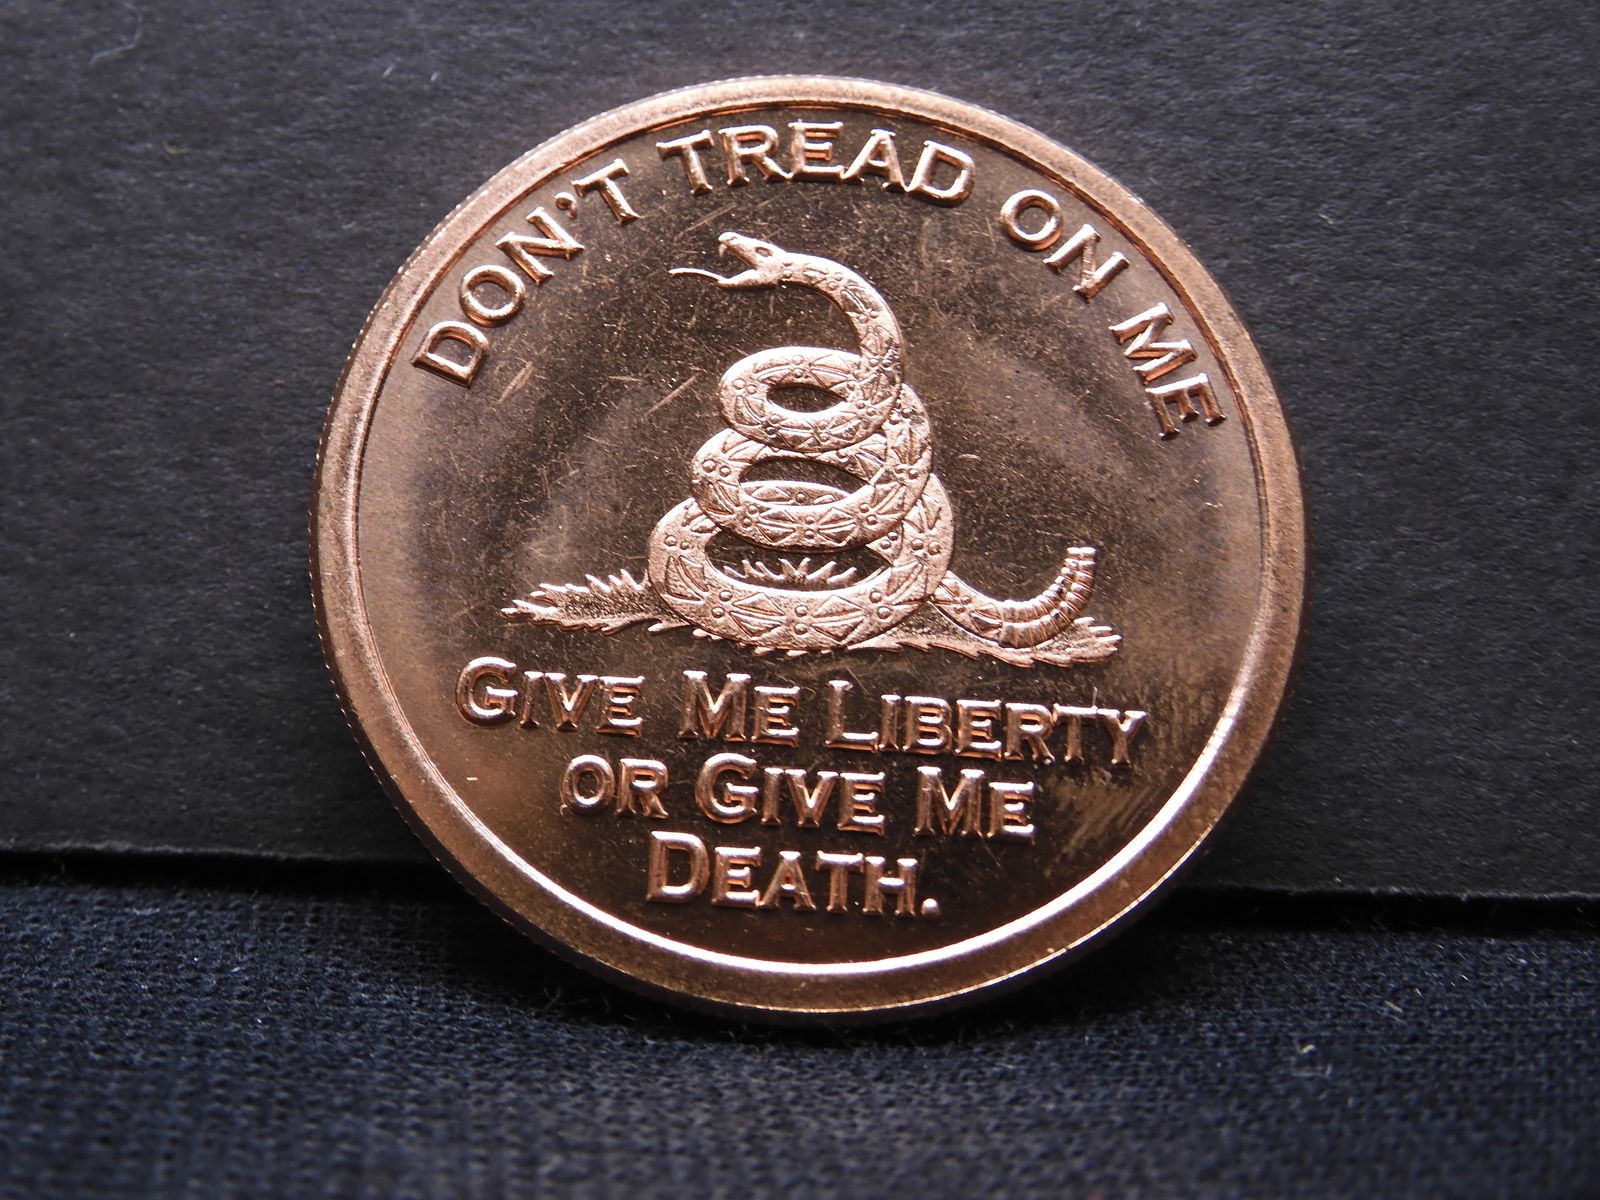 DON'T TREAD ON ME
GIVE ME LIBERTY
OR GIVE ME
DEATH.